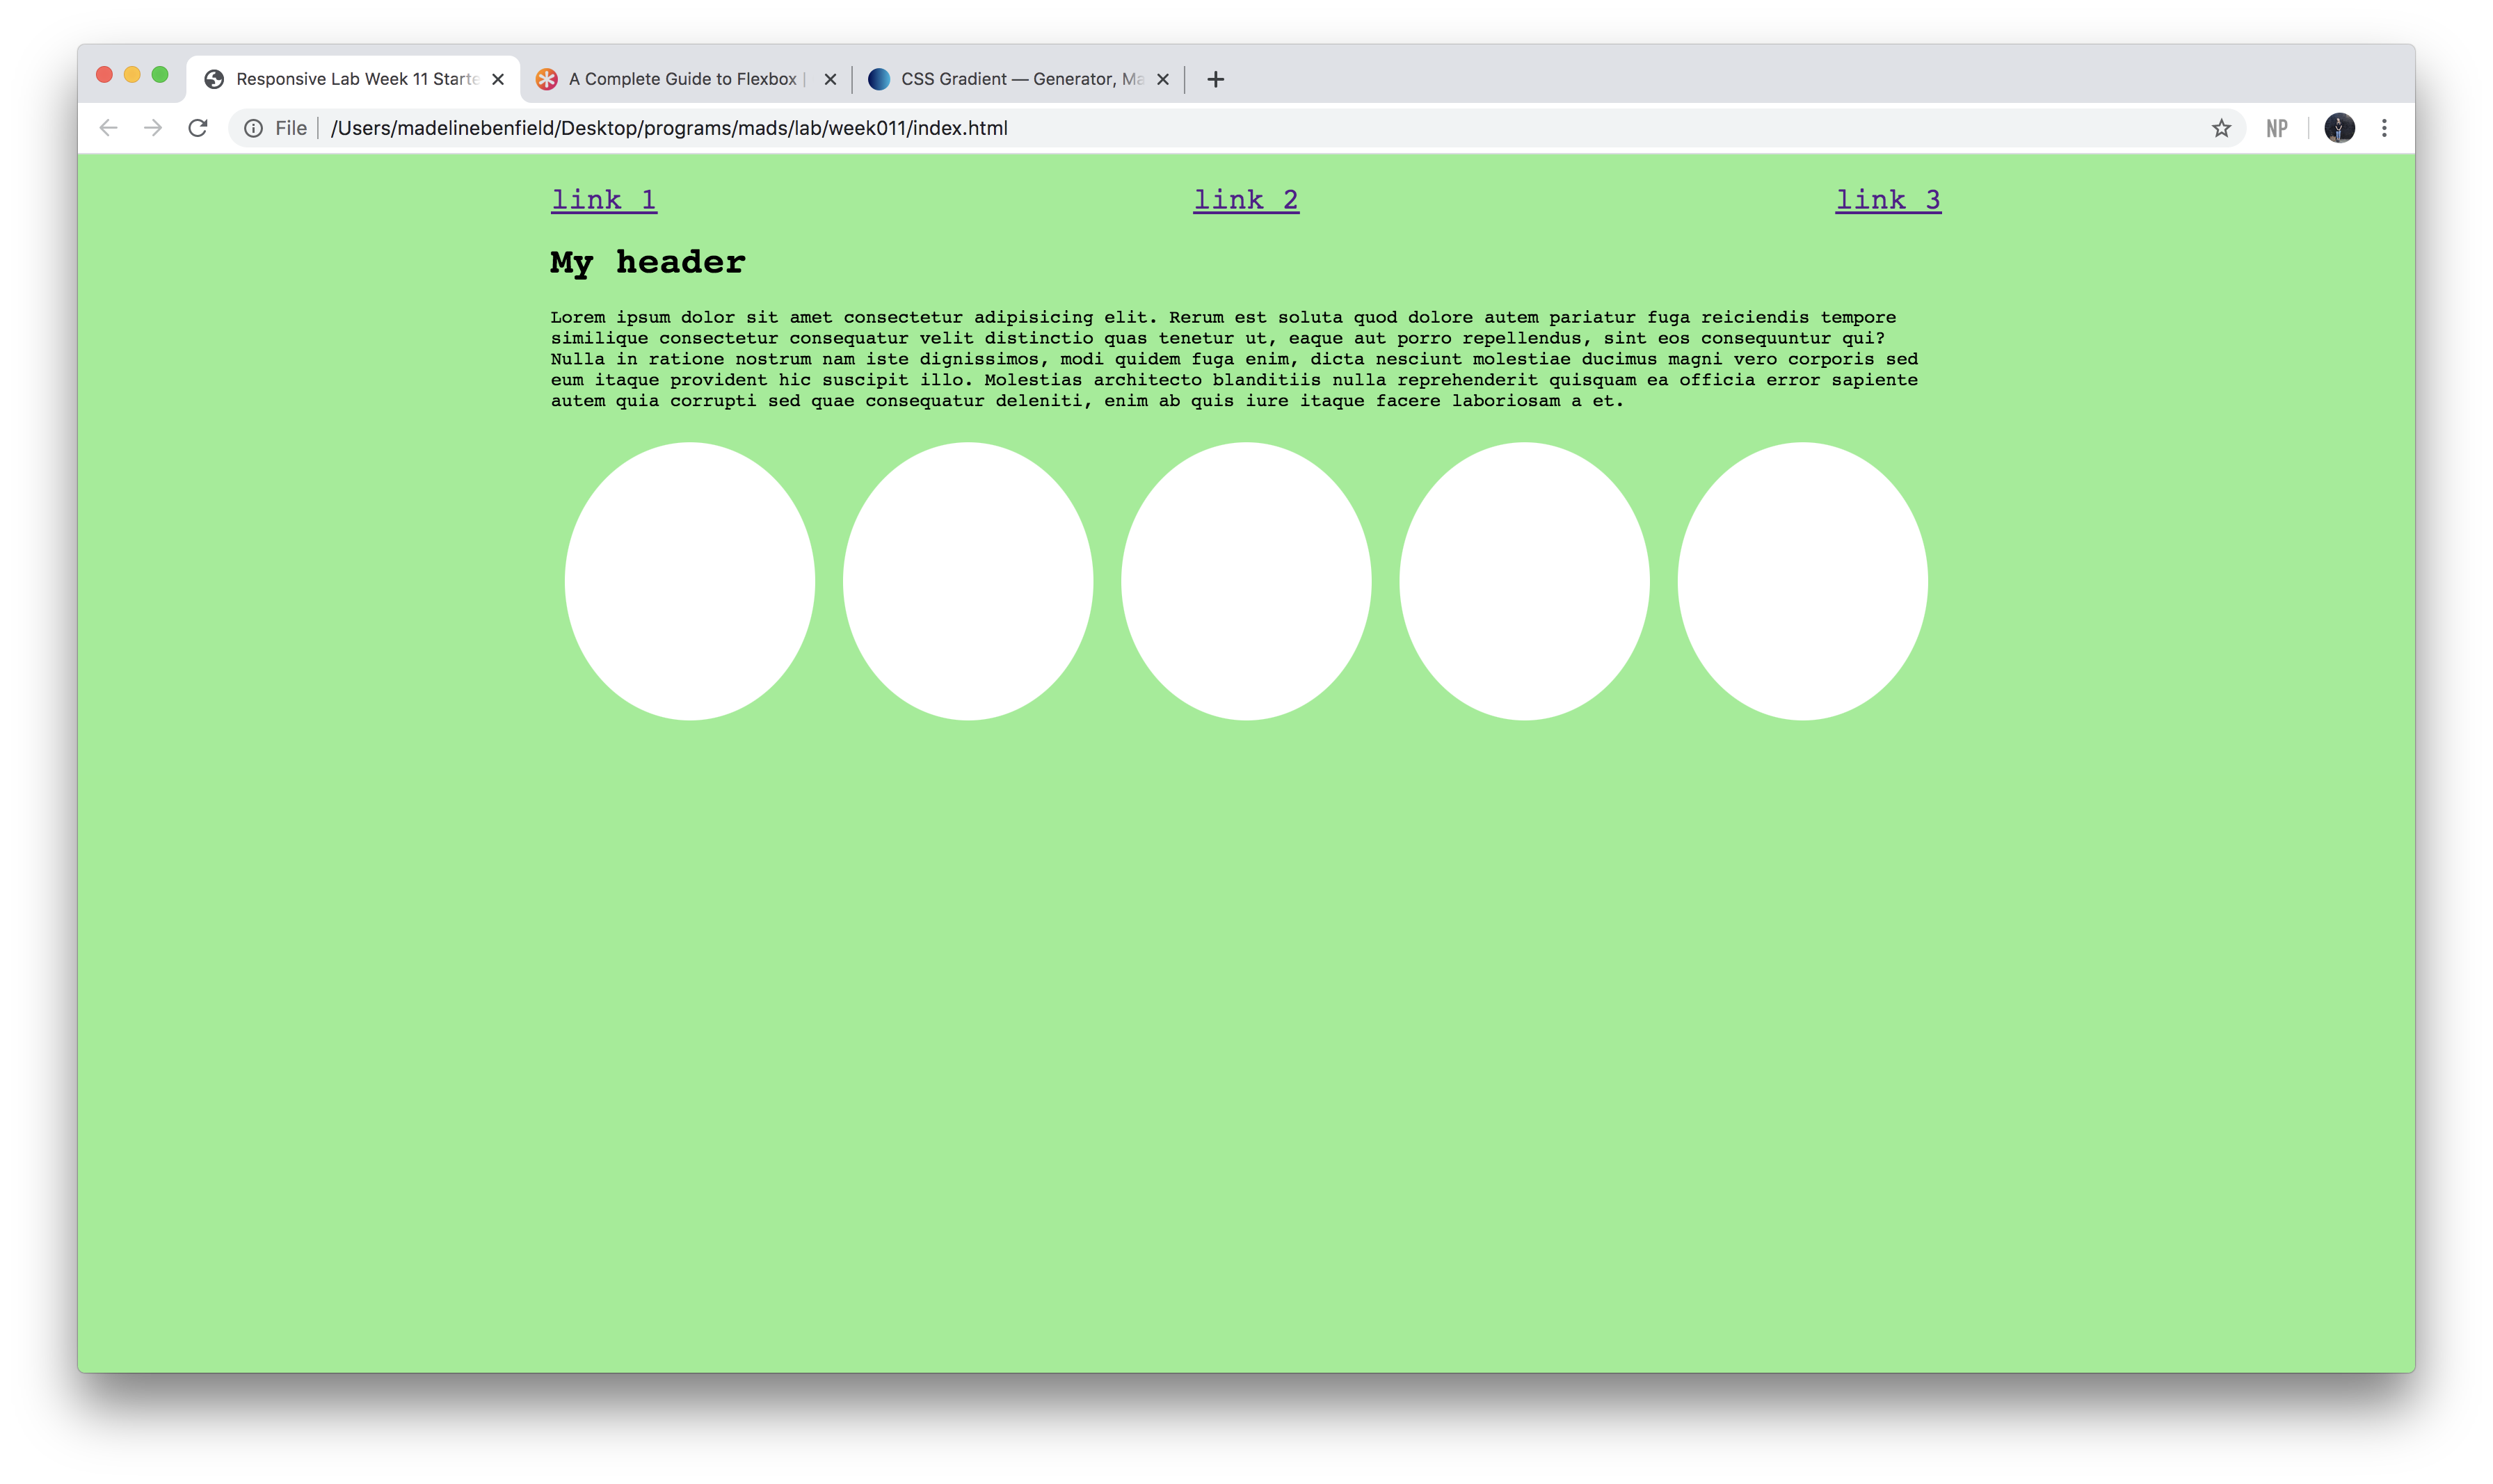 Responsive Lab Week 11 Starte
A Complete Guide to Flexbox |
CSS Gradient — Generator, Ma
File | /Users/madelinebenfield/Desktop/programs/mads/lab/week011/index.html
NP
link 1 link 2 link 3
My header
Lorem ipsum dolor sit amet consectetur adipisicing elit. Rerum est soluta quod dolore autem pariatur fuga reiciendis tempore
similique consectetur consequatur velit distinctio quas tenetur ut, eaque aut porro repellendus, sint eos consequuntur qui?
Nulla in ratione nostrum nam iste dignissimos, modi quidem fuga enim, dicta nesciunt molestiae ducimus magni vero corporis sed
eum itaque provident hic suscipit illo. Molestias architecto blanditiis nulla reprehenderit quisquam ea officia error sapiente
autem quia corrupti sed quae consequatur deleniti, enim ab quis iure itaque facere laboriosam a et.